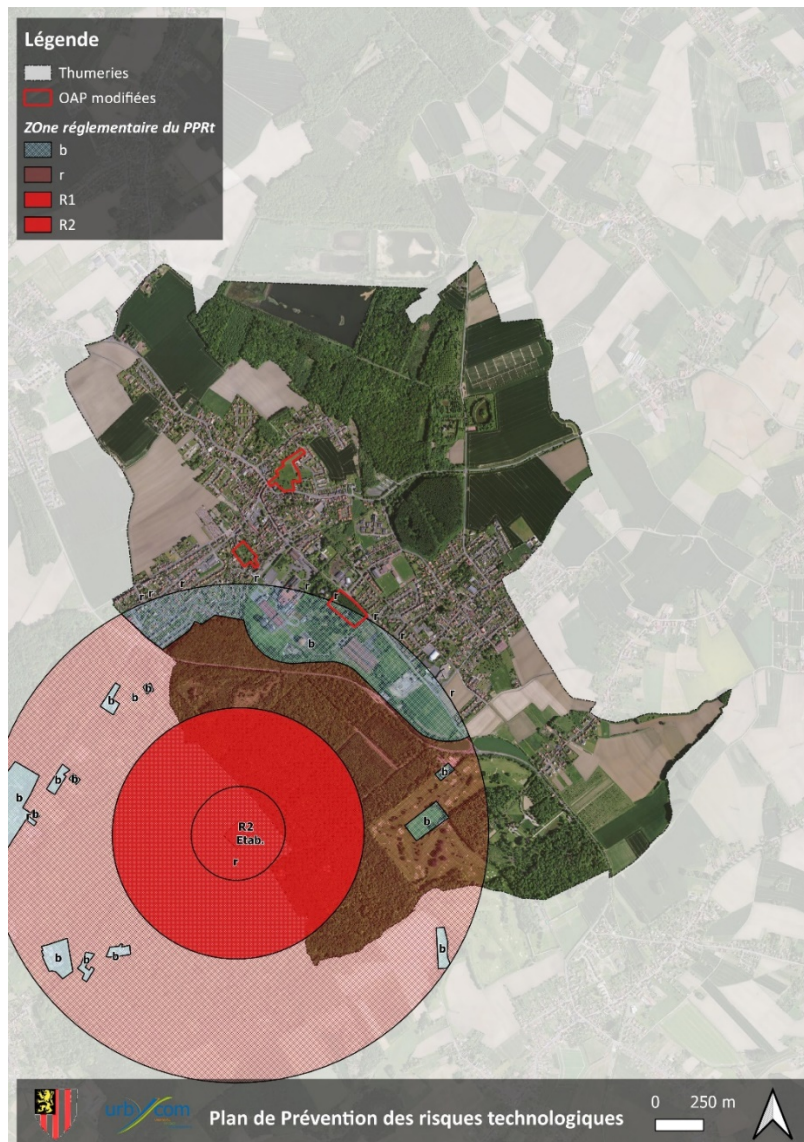 Légende
Thumeries
OAP modifiées
ZOne réglementaire du PPRt
b
r
R1
R2
r
r
r
r
r
r
r
r
r
r
b
b
b
b
b
b
b
b
b
b
R2
Etab.
r
b
b
b
b
urbycom
Plan de Prévention des risques technologiques
0 250 m